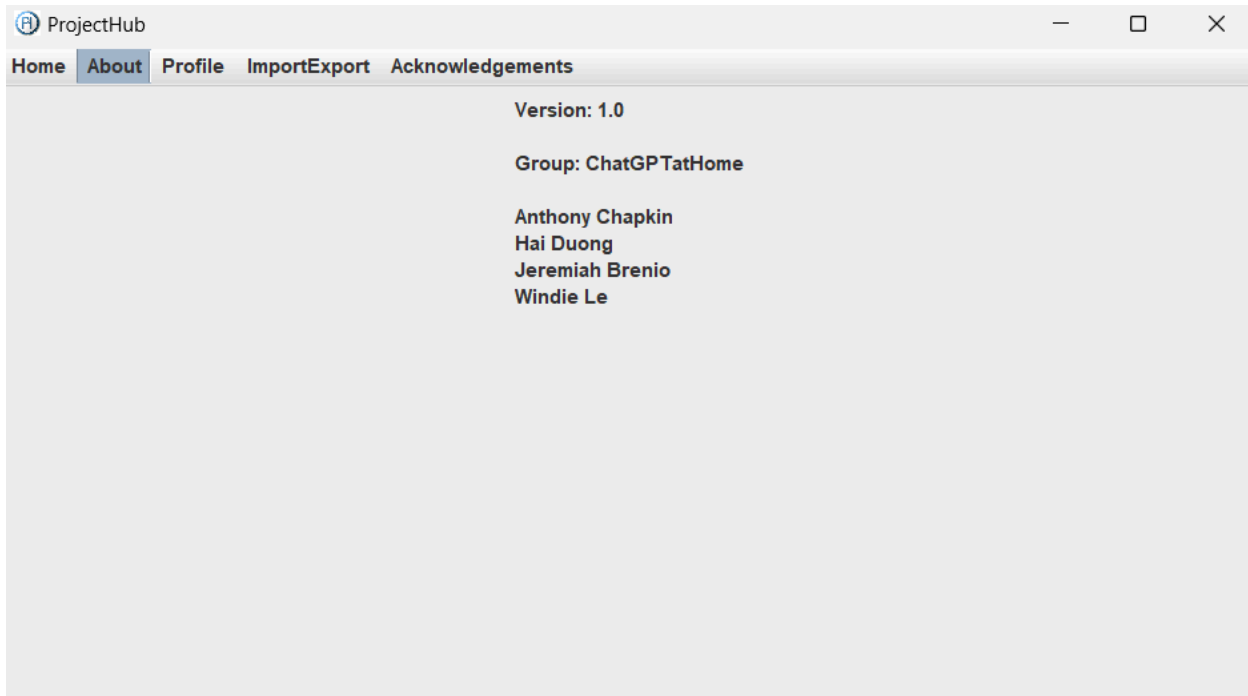 ProjectHub
Home About Profile ImportExport Acknowledgements
Version: 1.0
Group: ChatGPTatHome
Anthony Chapkin
Hai Duong
Jeremiah Brenio
Windie Le